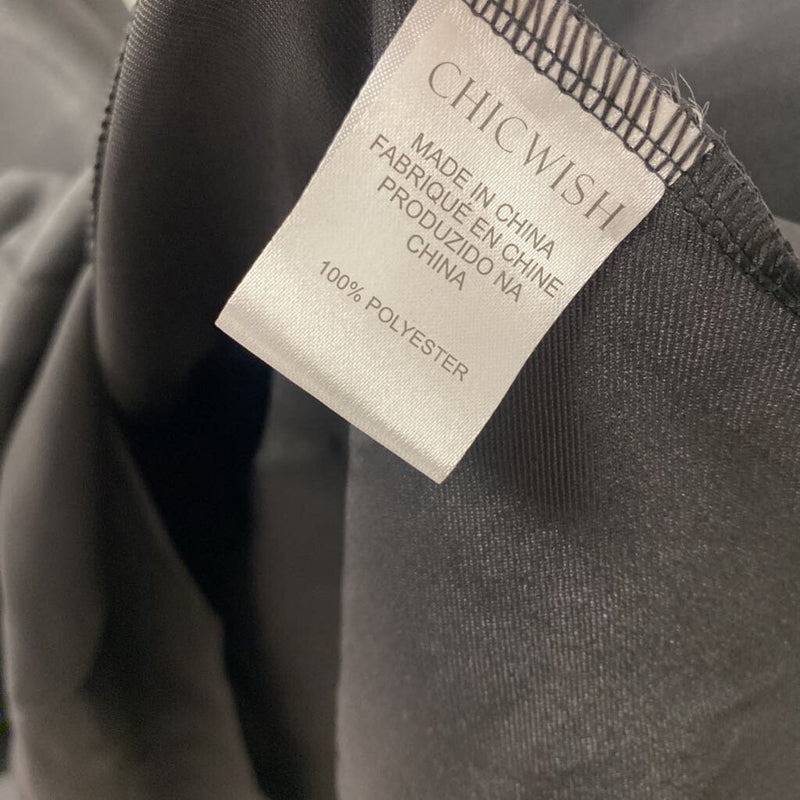 CHICWISH
MADE IN CHINA
FABRIQUÉ EN CHINE
PRODUZIDO NA
CHINA
100% POLYESTER